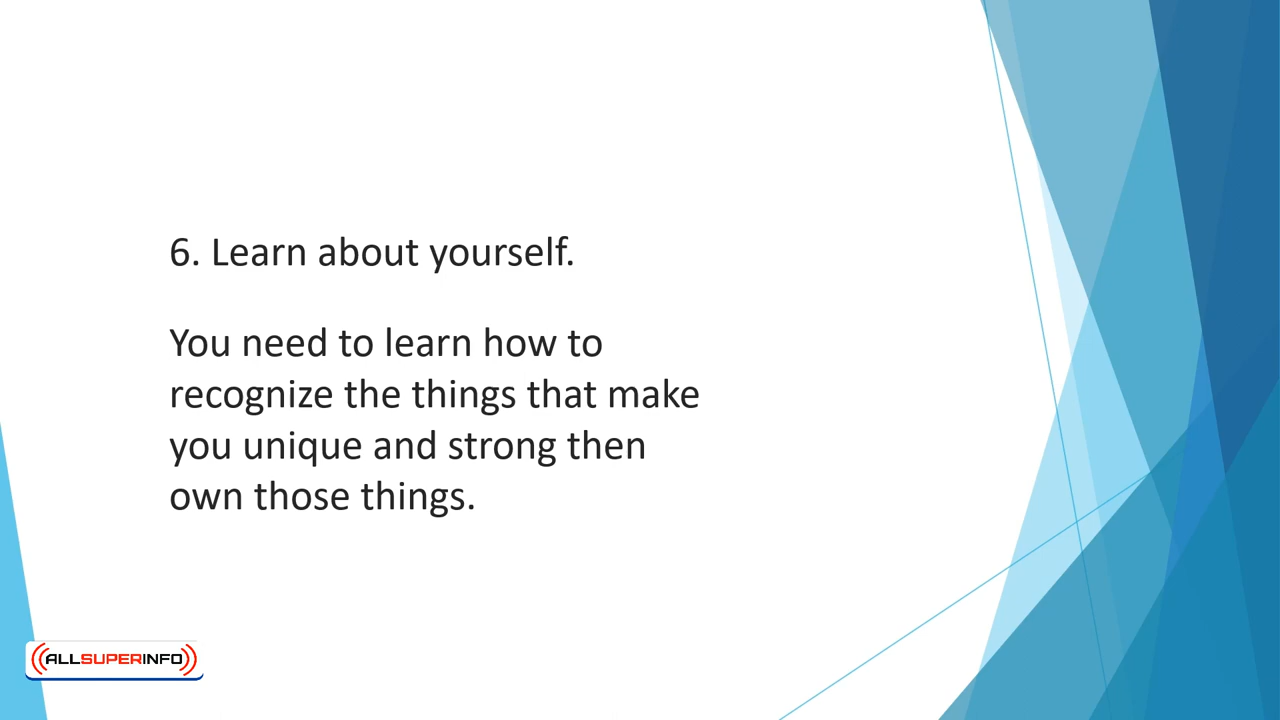 6. Learn about yourself.
You need to learn how to
recognize the things that make
you unique and strong then
own those things.
ALLSUPERINFO